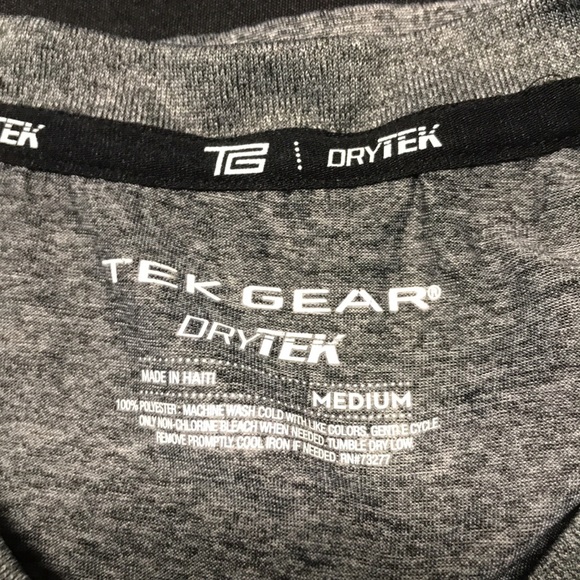 TEK TG DRYTEK
TEK GEAR®
DRYTEK
MADE IN HAITI
MEDIUM
100% POLYESTER · MACHINE WASH COLD WITH LIKE COLORS. GENTLE CYCLE.
ONLY NON-CHLORINE BLEACH WHEN NEEDED. TUMBLE DRY LOW.
REMOVE PROMPTLY. COOL IRON IF NEEDED. RN#73277